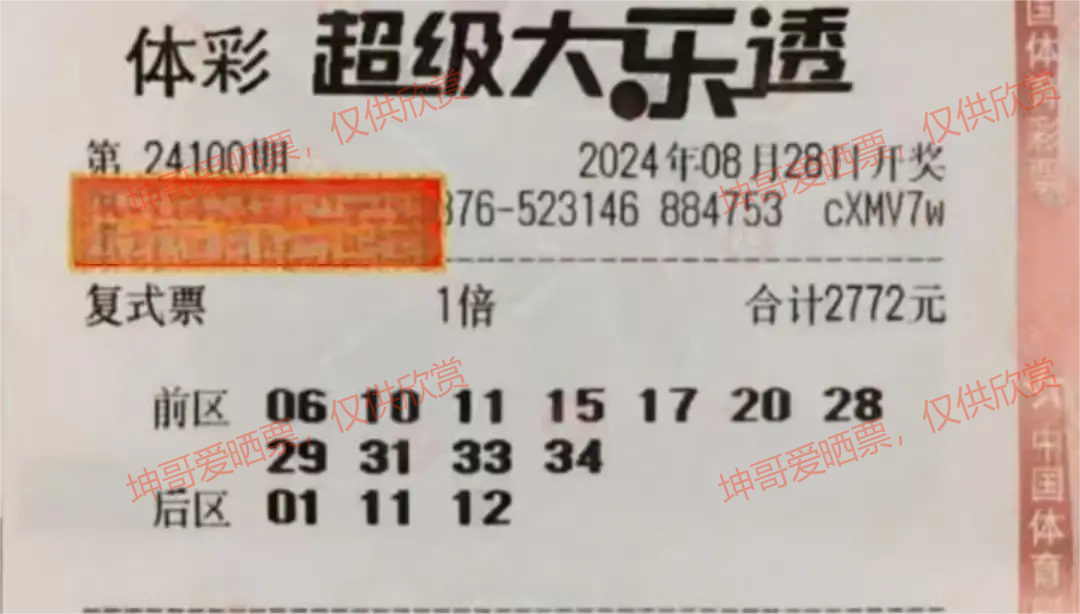 体彩 超级大乐透
第 24100期 2024年08月28日开奖
376-523146 884753 cXMV7w
复式票 1倍 合计2772元
前区 06 10 11 15 17 20 28
29 31 33 34
后区 01 11 12
坤哥爱晒票，仅供欣赏
坤哥爱晒票，仅供欣赏
坤哥爱晒票，仅供欣赏
坤哥爱晒票，仅供欣赏
国体育彩票
中国体育